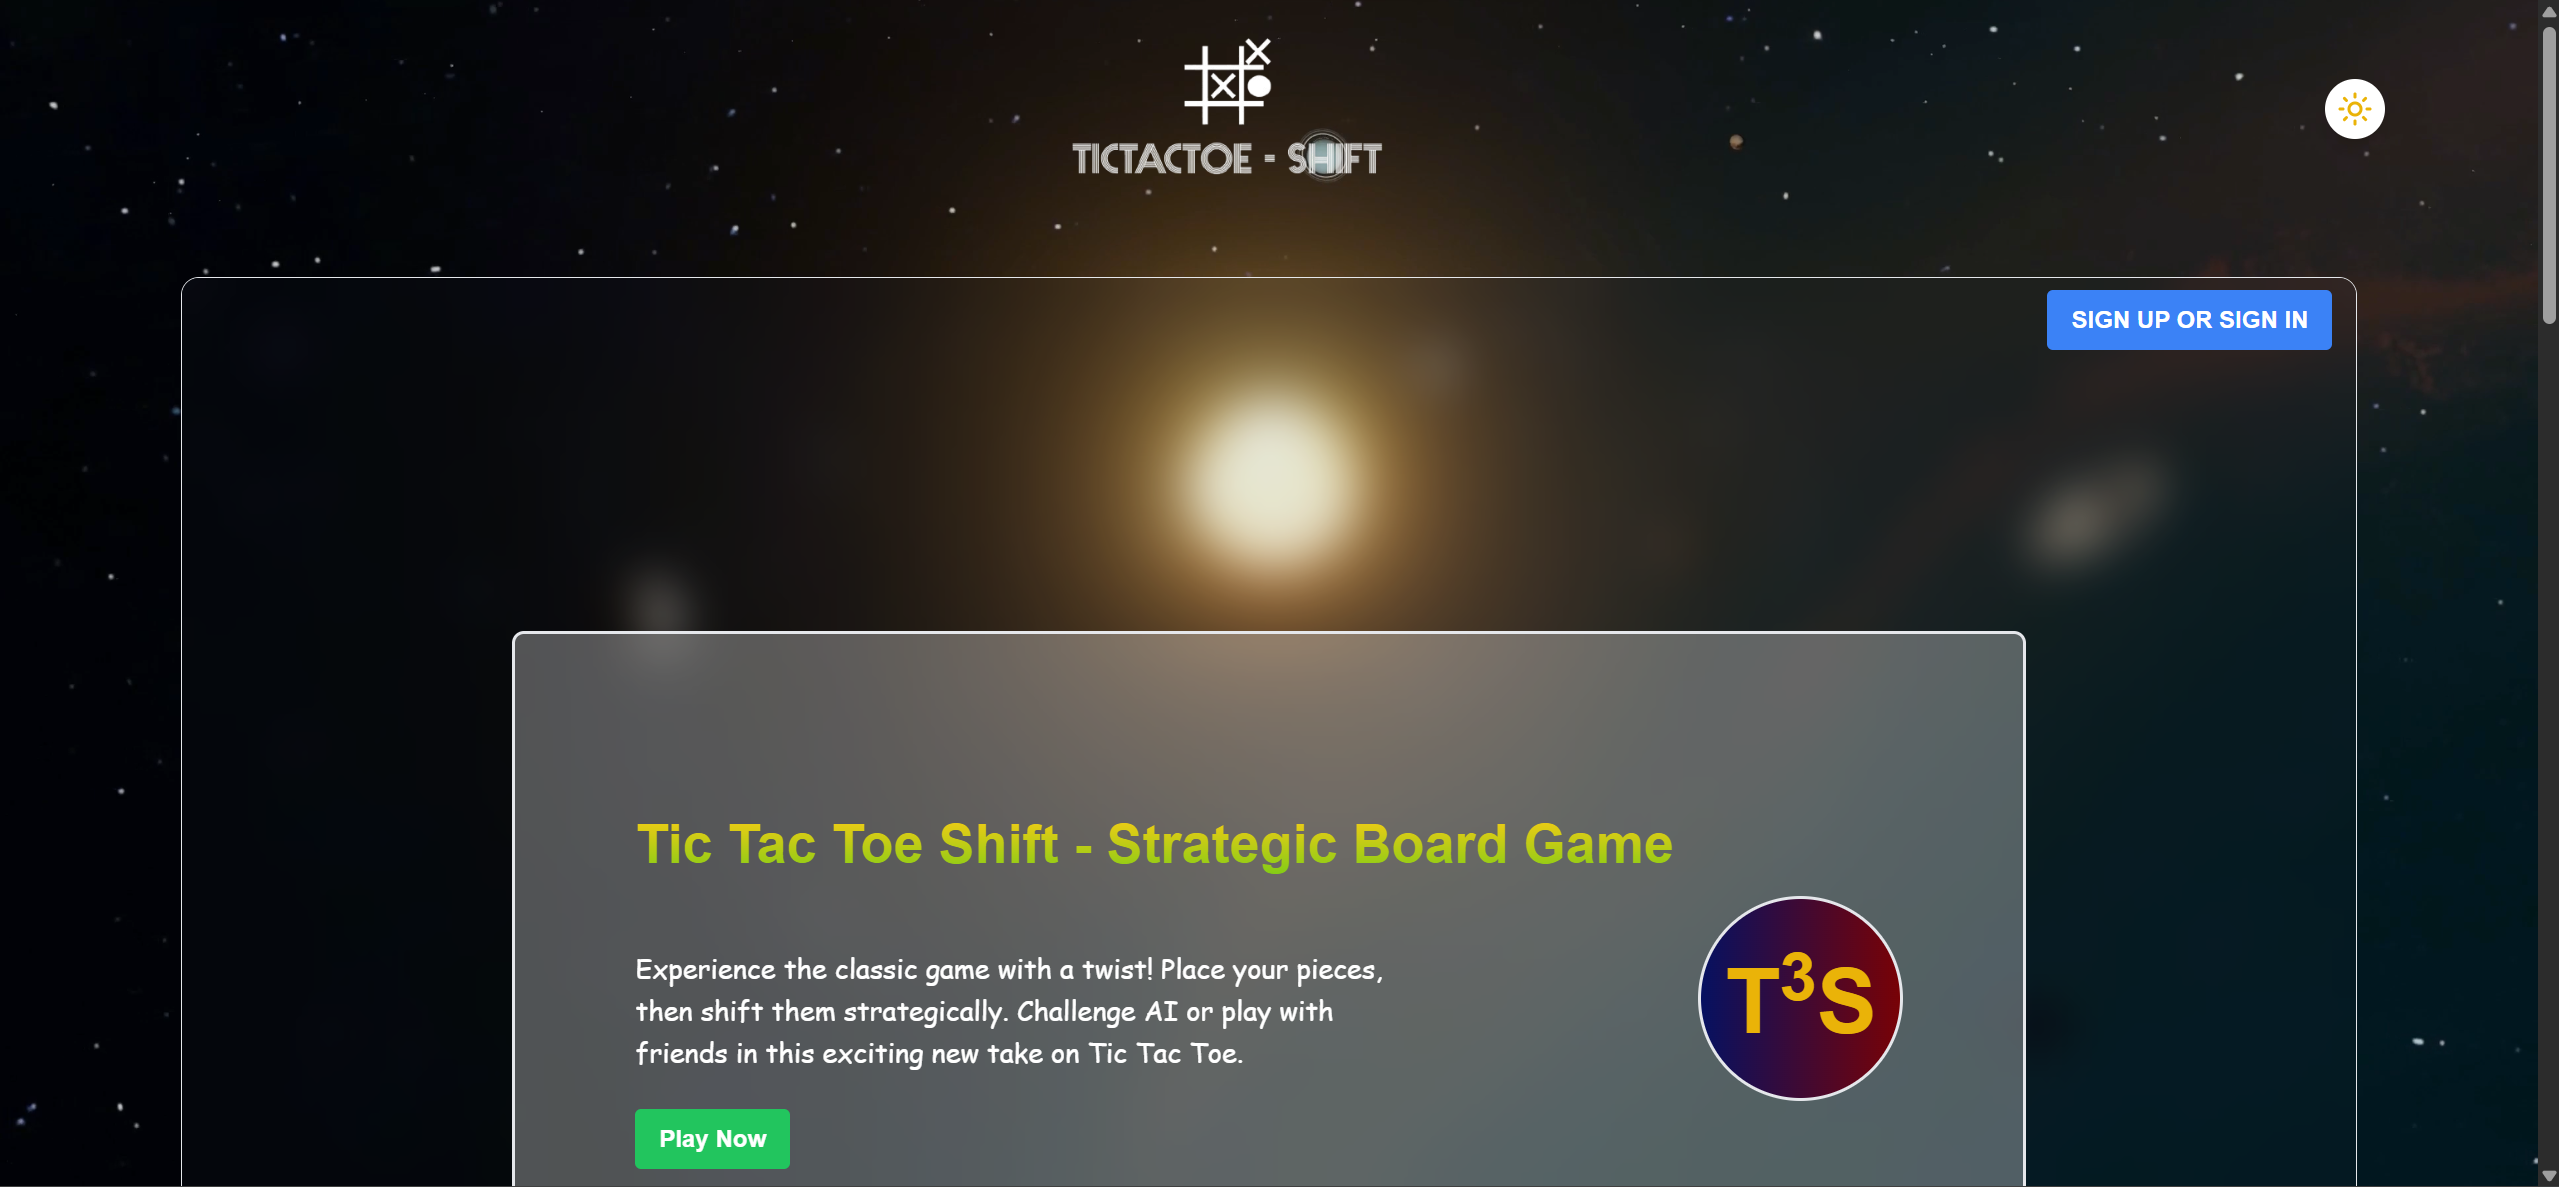 TICTACTOE - SHIFT
SIGN UP OR SIGN IN
Tic Tac Toe Shift - Strategic Board Game
Experience the classic game with a twist! Place your pieces,
then shift them strategically. Challenge AI or play with
friends in this exciting new take on Tic Tac Toe.
T³S
Play Now